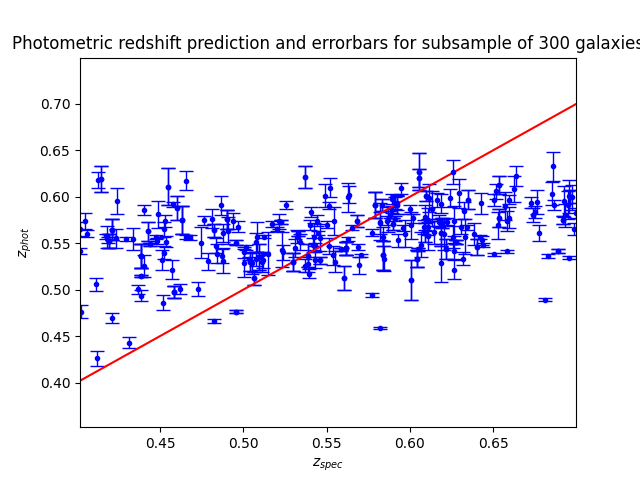 Photometric redshift prediction and errorbars for subsample of 300 galaxies
0.70
0.65
0.60
0.55
0.50
0.45
0.40
z_phot
0.45 0.50 0.55 0.60 0.65
z_spec